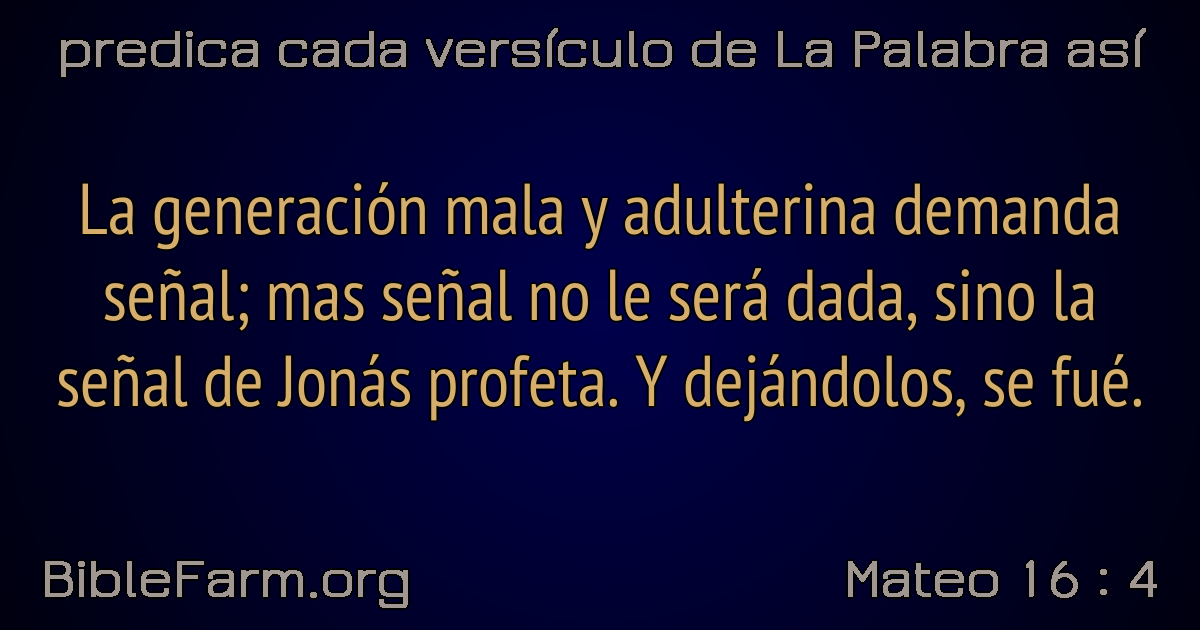 predica cada versículo de La Palabra así
La generación mala y adulterina demanda
señal; mas señal no le será dada, sino la
señal de Jonás profeta. Y dejándolos, se fué.
BibleFarm.org
Mateo 16 : 4